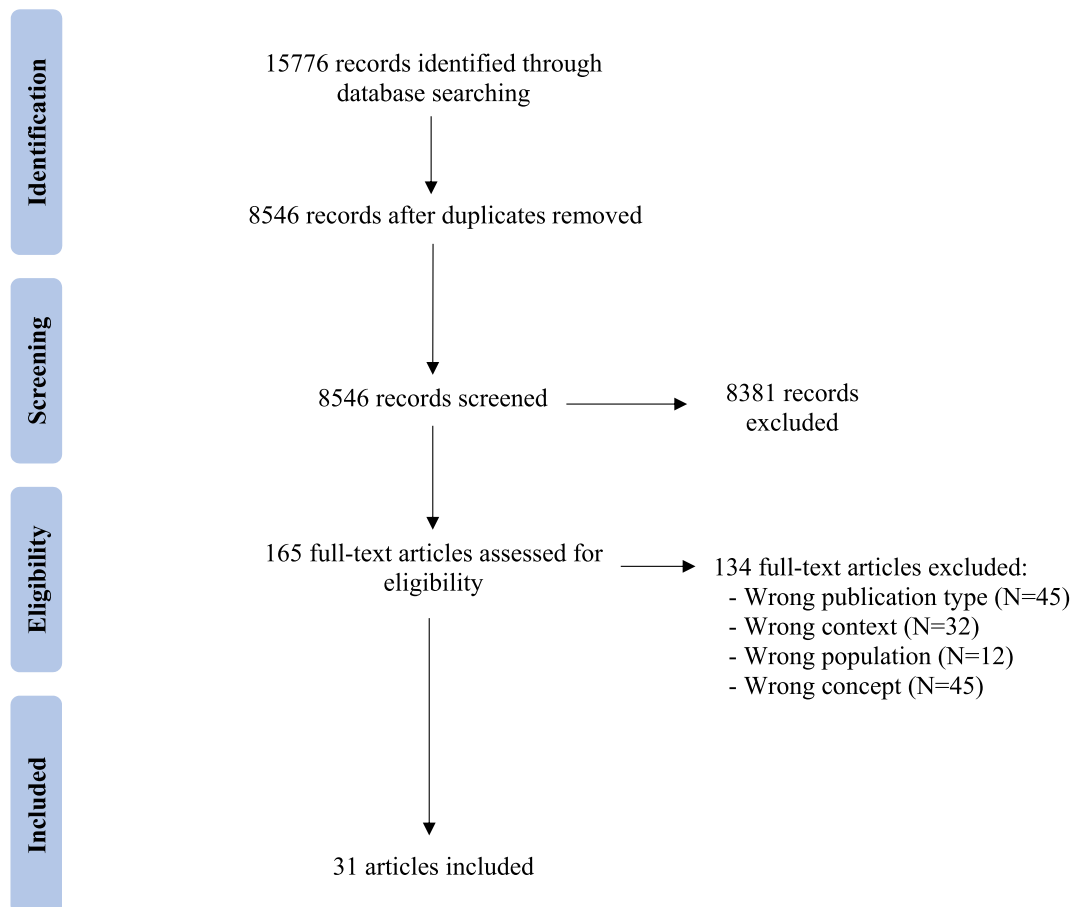 Identification
15776 records identified through
database searching
8546 records after duplicates removed
Screening
8546 records screened
8381 records
excluded
Eligibility
165 full-text articles assessed for
eligibility
134 full-text articles excluded:
- Wrong publication type (N=45)
- Wrong context (N=32)
- Wrong population (N=12)
- Wrong concept (N=45)
Included
31 articles included